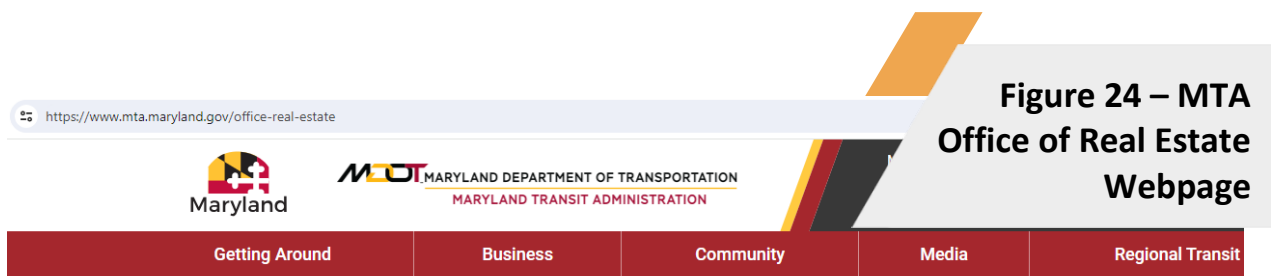 Figure 24 – MTA
Office of Real Estate
Webpage
https://www.mta.maryland.gov/office-real-estate
Maryland
MDOT MARYLAND DEPARTMENT OF TRANSPORTATION
MARYLAND TRANSIT ADMINISTRATION
Getting Around Business Community Media Regional Transit